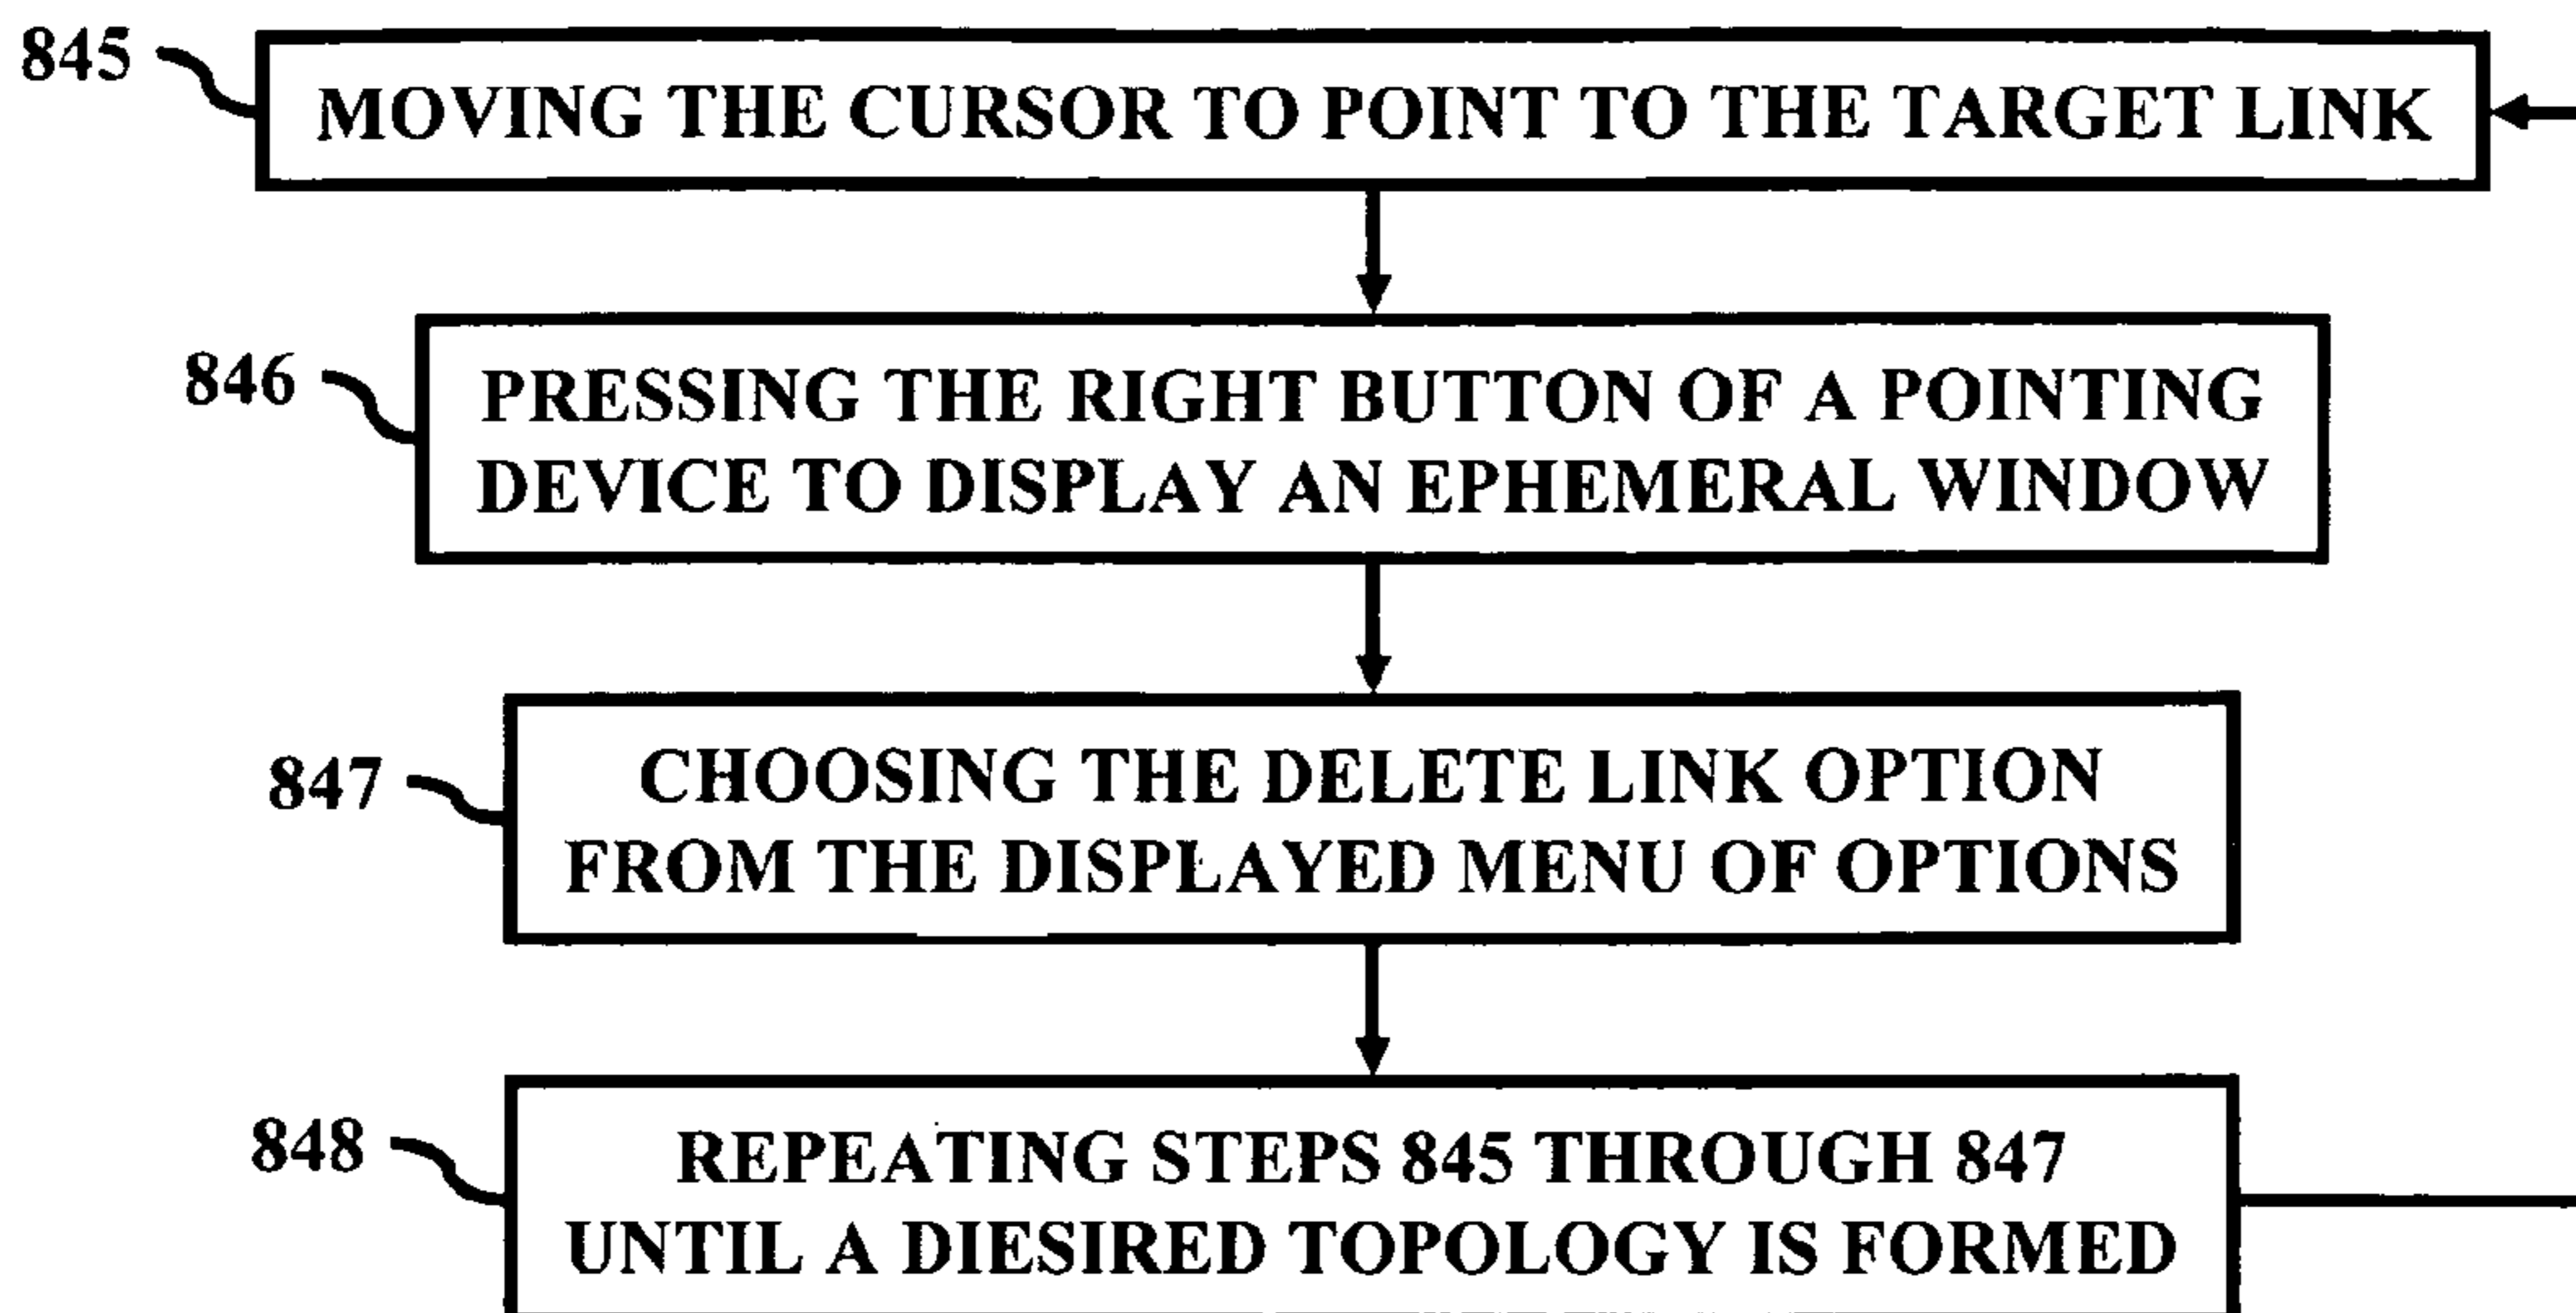 845
MOVING THE CURSOR TO POINT TO THE TARGET LINK
846
PRESSING THE RIGHT BUTTON OF A POINTING
DEVICE TO DISPLAY AN EPHEMERAL WINDOW
847
CHOOSING THE DELETE LINK OPTION
FROM THE DISPLAYED MENU OF OPTIONS
848
REPEATING STEPS 845 THROUGH 847
UNTIL A DIESIRED TOPOLOGY IS FORMED